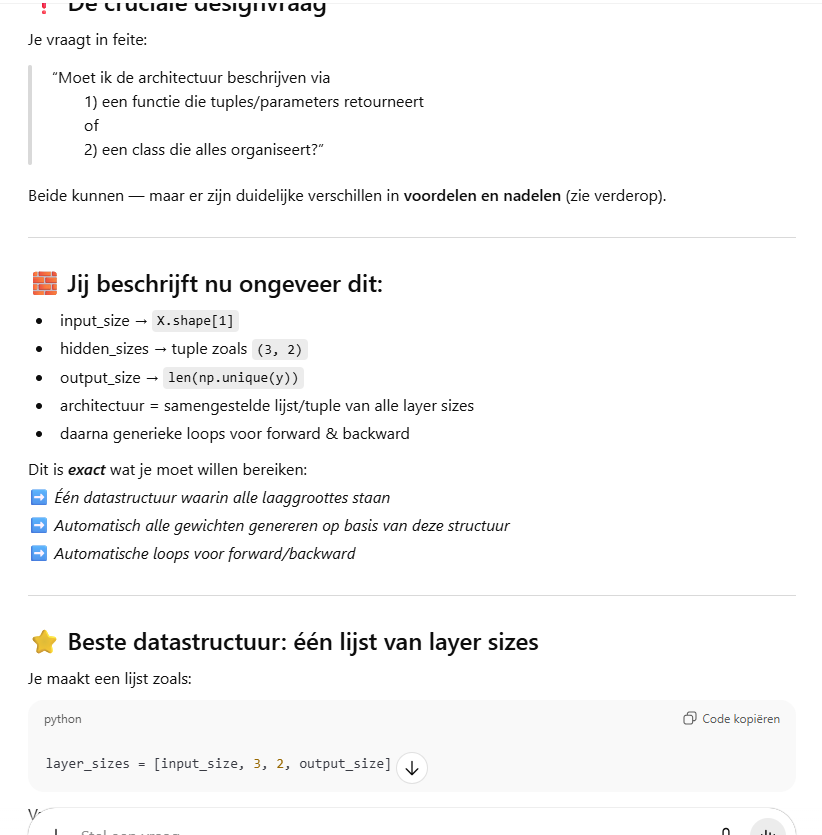 De cruciale designvraag
Je vraagt in feite:
“Moet ik de architectuur beschrijven via
1) een functie die tuples/parameters retourneert
of
2) een class die alles organiseert?“
Beide kunnen — maar er zijn duidelijke verschillen in voordelen en nadelen (zie verderop).
Jij beschrijft nu ongeveer dit:
input_size → X.shape[1]
hidden_sizes → tuple zoals (3, 2)
output_size → len(np.unique(y))
architectuur = samengestelde lijst/tuple van alle layer sizes
daarna generieke loops voor forward & backward
Dit is exact wat je moet willen bereiken:
Één datastructuur waarin alle laaggroottes staan
Automatisch alle gewichten genereren op basis van deze structuur
Automatische loops voor forward/backward
Beste datastructuur: één lijst van layer sizes
Je maakt een lijst zoals:
python
Code kopiëren
layer_sizes = [input_size, 3, 2, output_size]